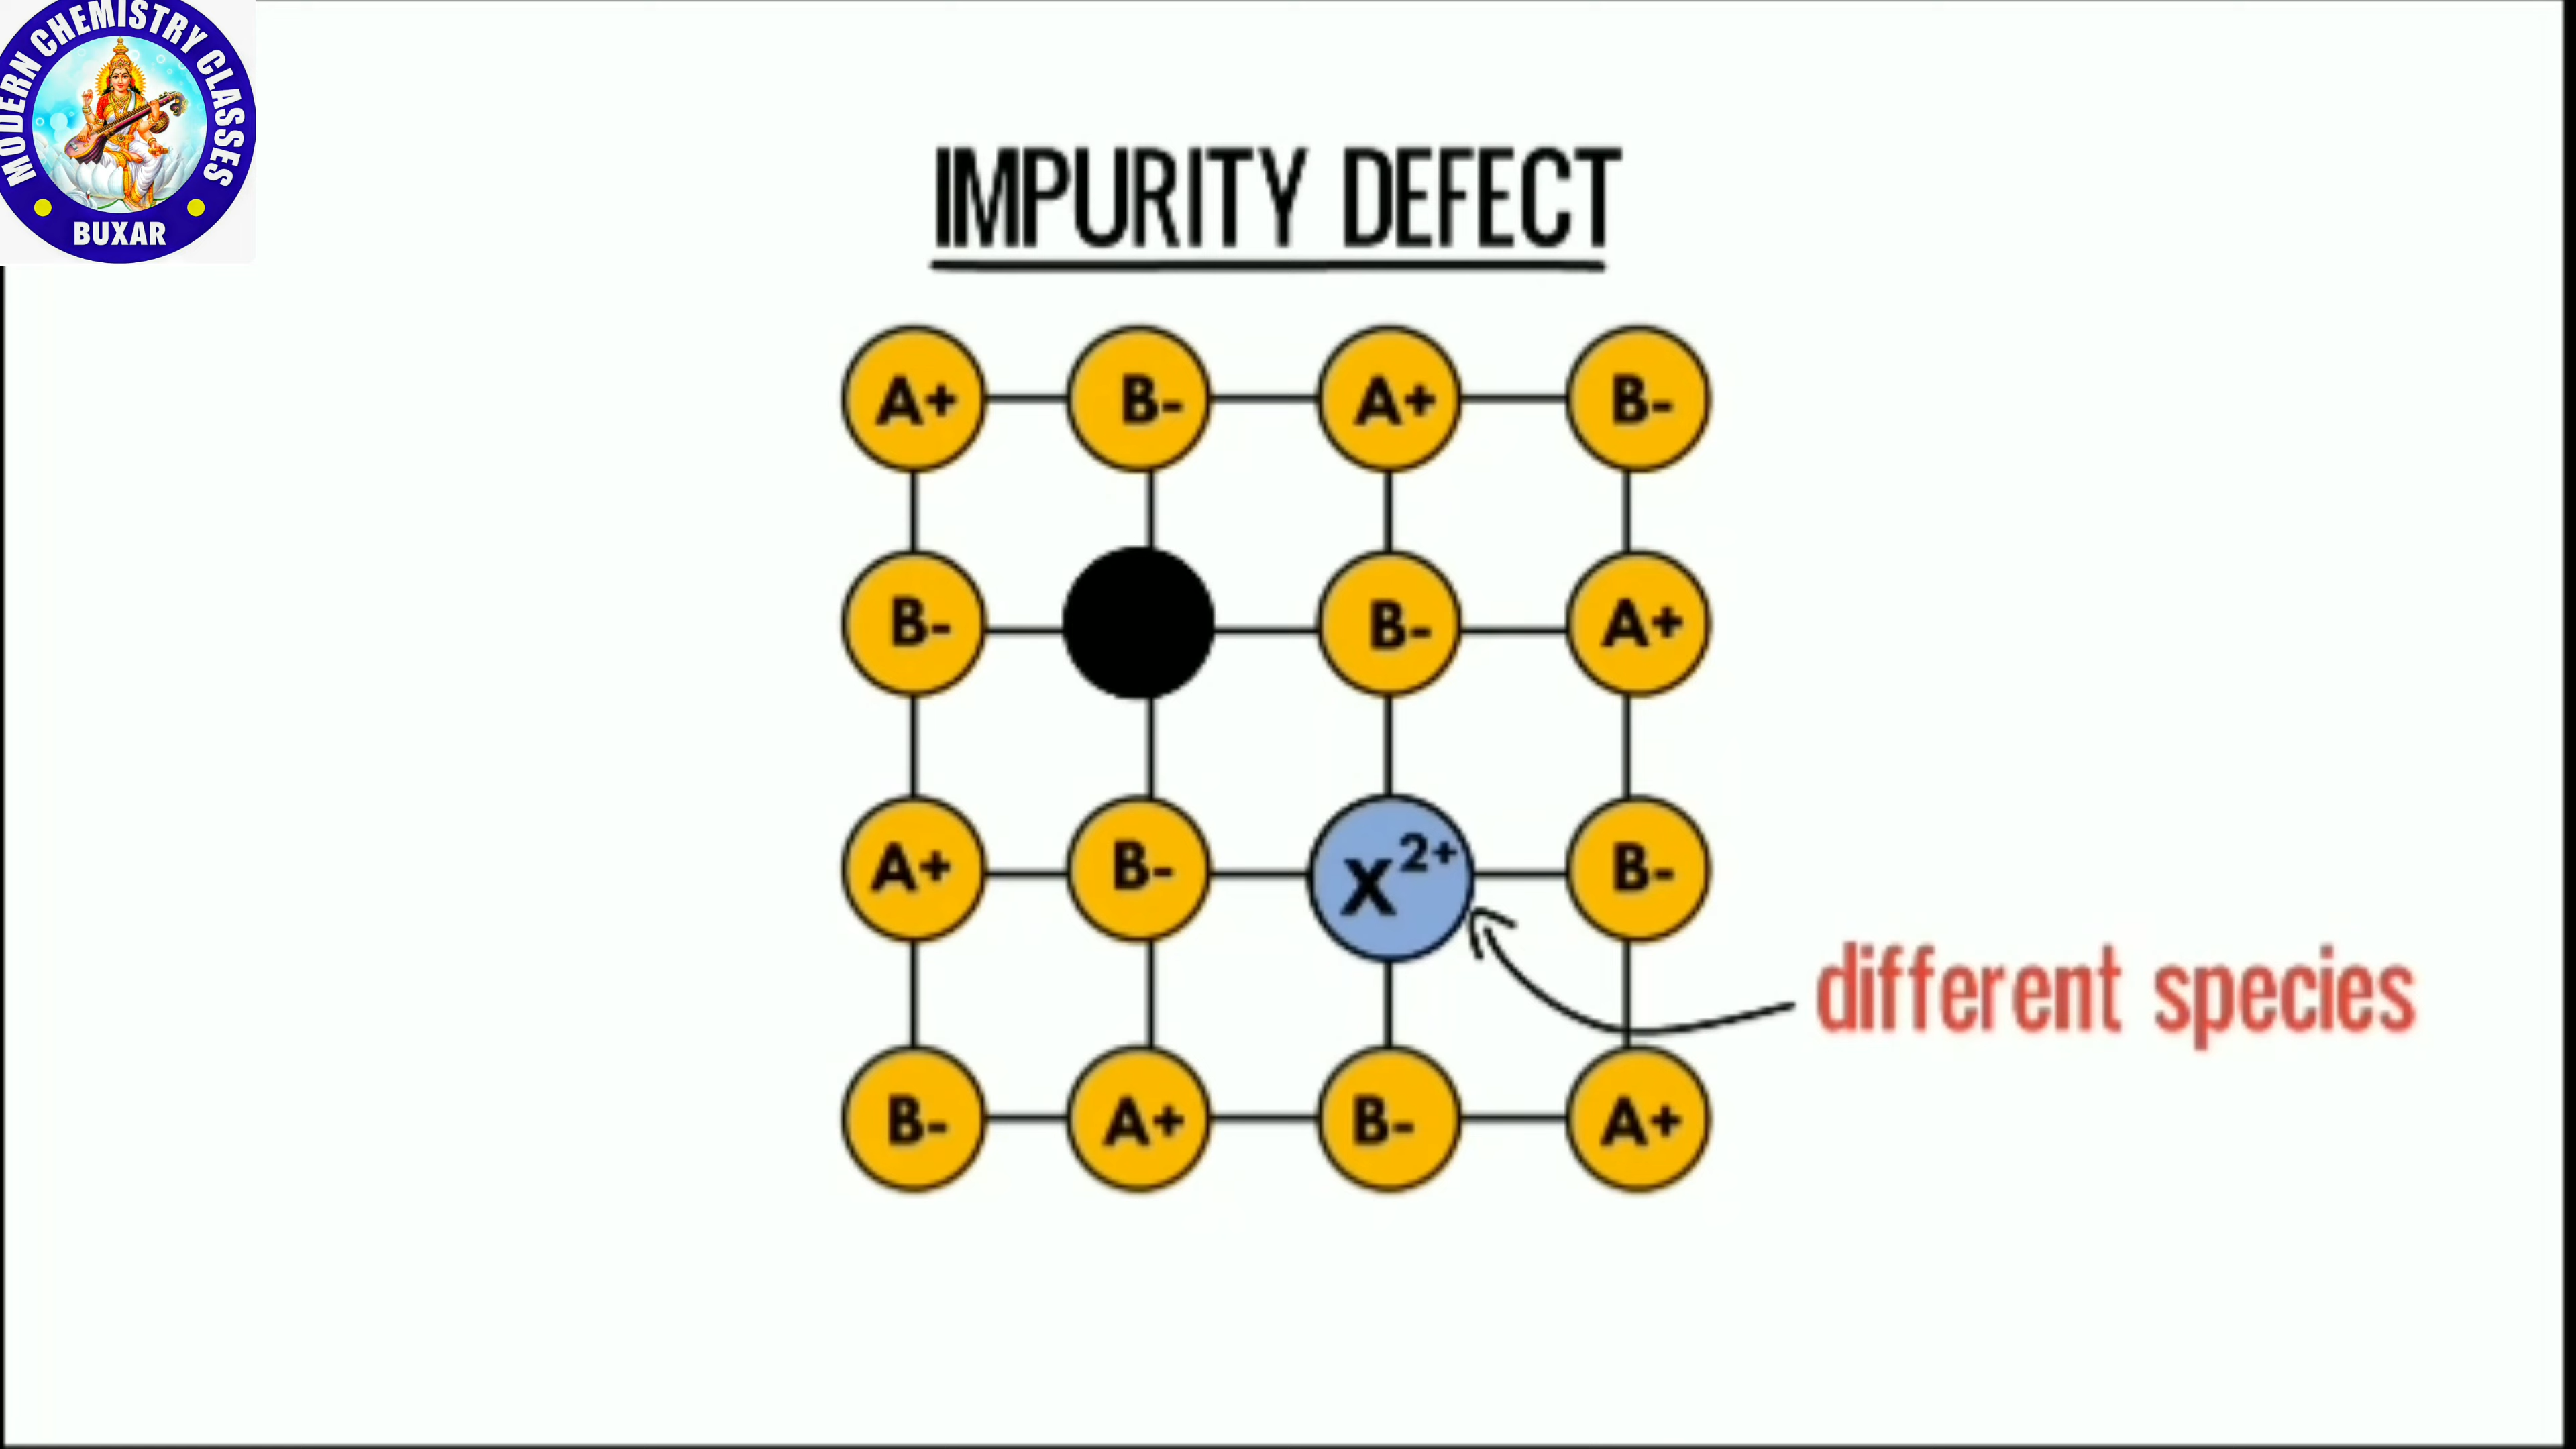 MODERN CHEMISTRY CLASSES
BUXAR
IMPURITY DEFECT
A+ B- A+ B-
B- B- A+
A+ B- X²⁺ B-
different species
B- A+ B- A+